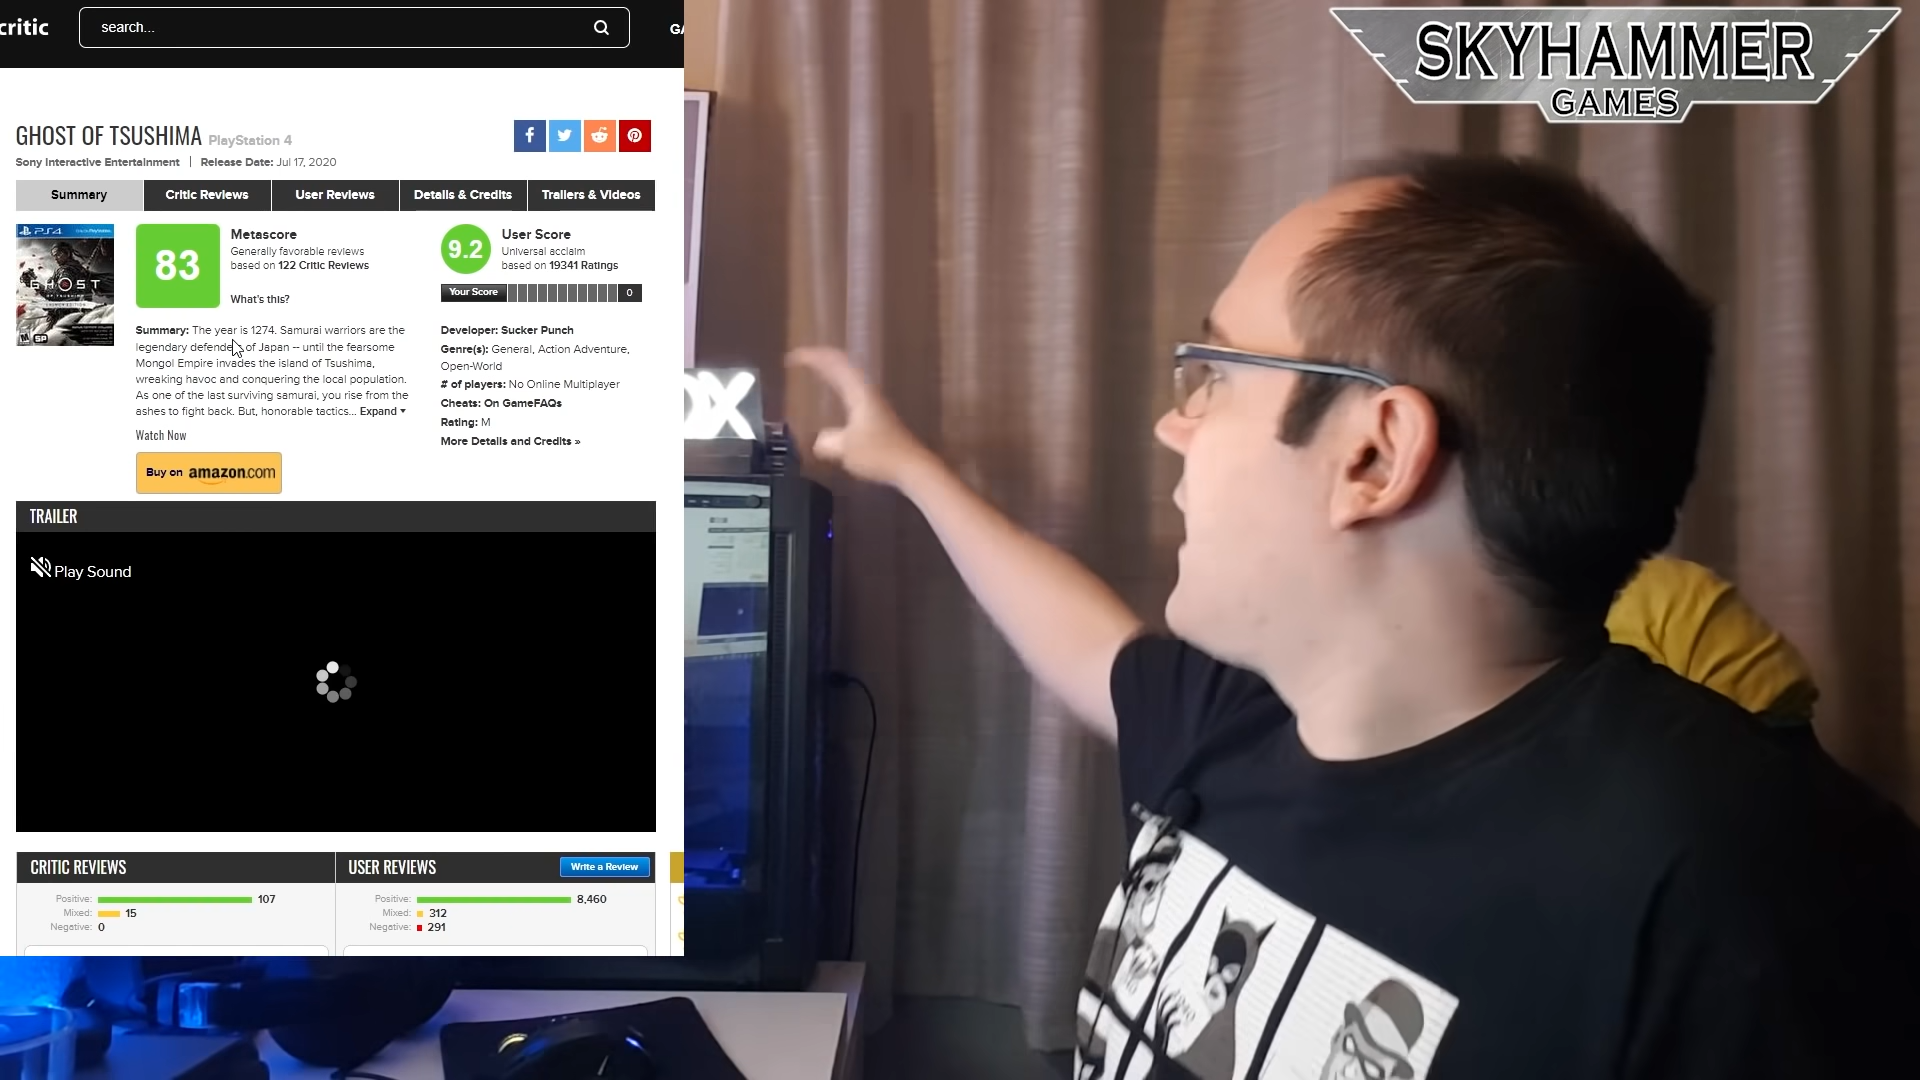 critic
search...
GHOST OF TSUSHIMA PlayStation 4
Sony Interactive Entertainment | Release Date: Jul 17, 2020
Summary
Critic Reviews
User Reviews
Details & Credits
Trailers & Videos
PS4
GHOST
83
Metascore
Generally favorable reviews
based on 122 Critic Reviews
What's this?
9.2
User Score
Universal acclaim
based on 19341 Ratings
Your Score
0
Summary: The year is 1274. Samurai warriors are the
legendary defenders of Japan -- until the fearsome
Mongol Empire invades the island of Tsushima,
wreaking havoc and conquering the local population.
As one of the last surviving samurai, you rise from the
ashes to fight back. But, honorable tactics... Expand
Watch Now
Buy on amazon.com
Developer: Sucker Punch
Genre(s): General, Action Adventure,
Open-World
# of players: No Online Multiplayer
Cheats: On GameFAQs
Rating: M
More Details and Credits »
TRAILER
Play Sound
CRITIC REVIEWS
Positive: 107
Mixed: 15
Negative: 0
USER REVIEWS
Write a Review
Positive: 8,460
Mixed: 312
Negative: 291
SKYHAMMER
GAMES